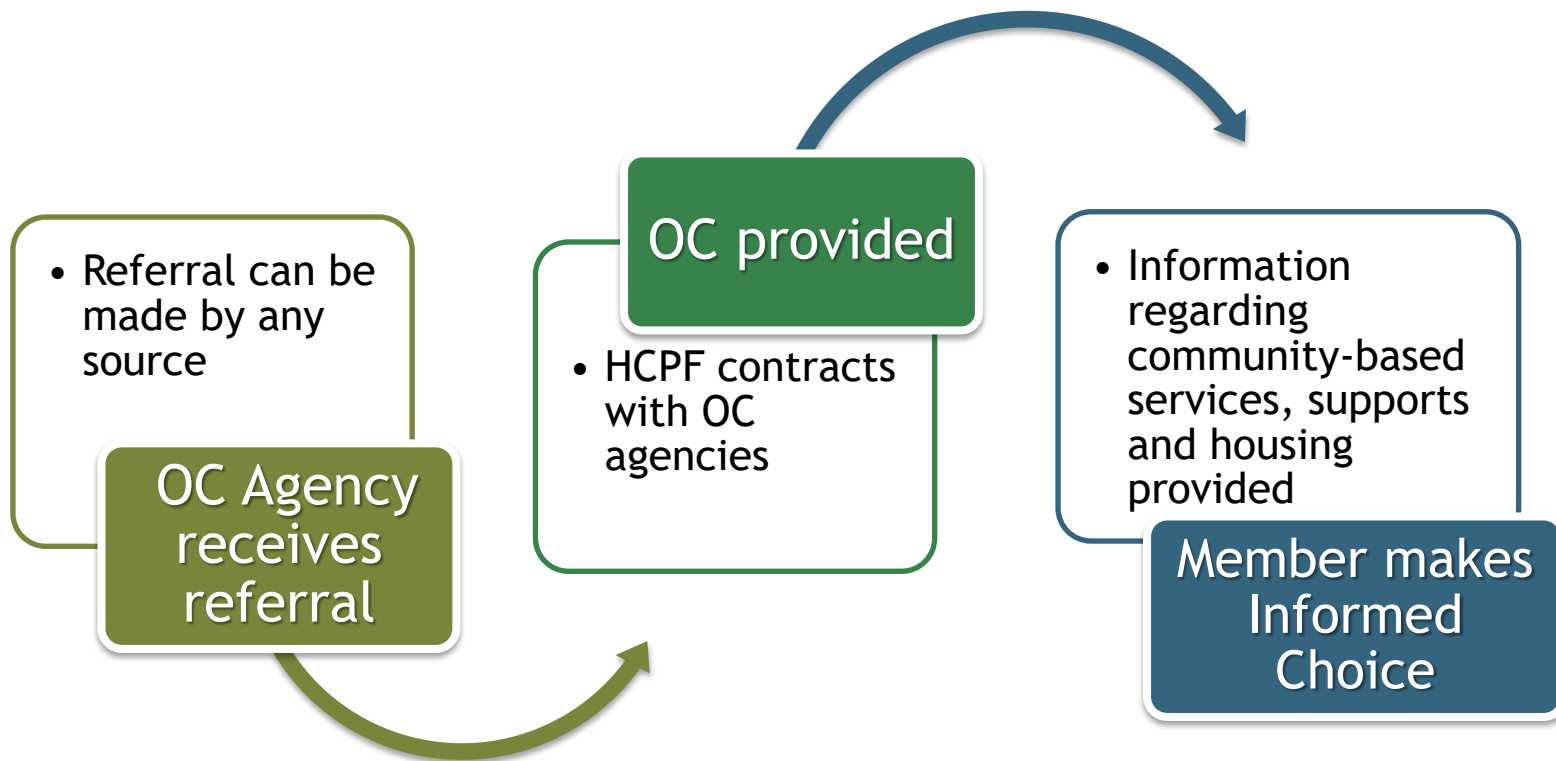 • Referral can be
made by any
source
OC Agency
receives
referral
OC provided
• HCPF contracts
with OC
agencies
• Information
regarding
community-based
services, supports
and housing
provided
Member makes
Informed
Choice